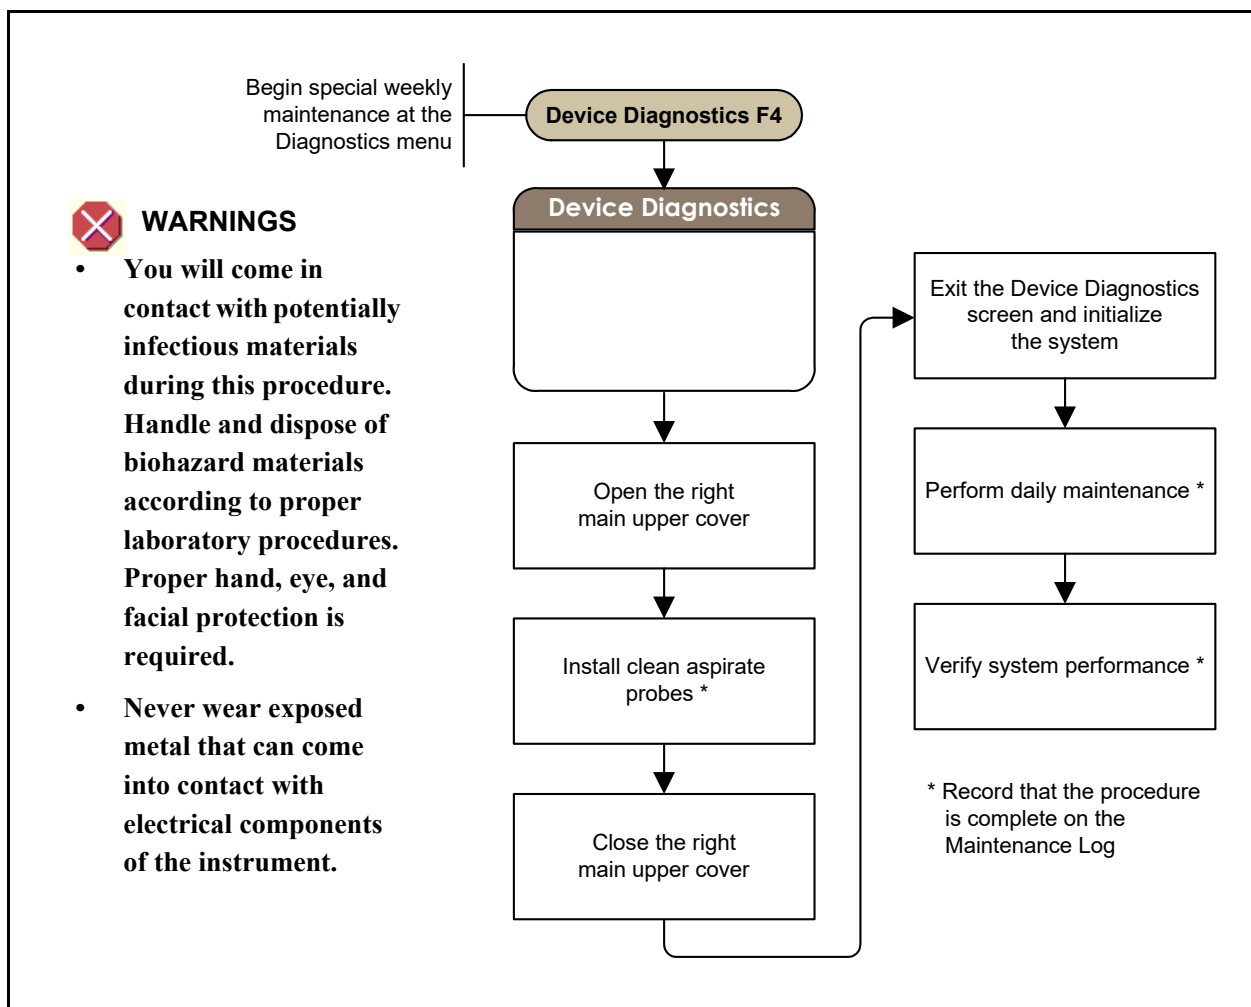 Begin special weekly
maintenance at the
Diagnostics menu
Device Diagnostics F4
Device Diagnostics
WARNINGS
• You will come in
contact with potentially
infectious materials
during this procedure.
Handle and dispose of
biohazard materials
according to proper
laboratory procedures.
Proper hand, eye, and
facial protection is
required.
• Never wear exposed
metal that can come
into contact with
electrical components
of the instrument.
Open the right
main upper cover
Install clean aspirate
probes *
Close the right
main upper cover
Exit the Device Diagnostics
screen and initialize
the system
Perform daily maintenance *
Verify system performance *
* Record that the procedure
is complete on the
Maintenance Log